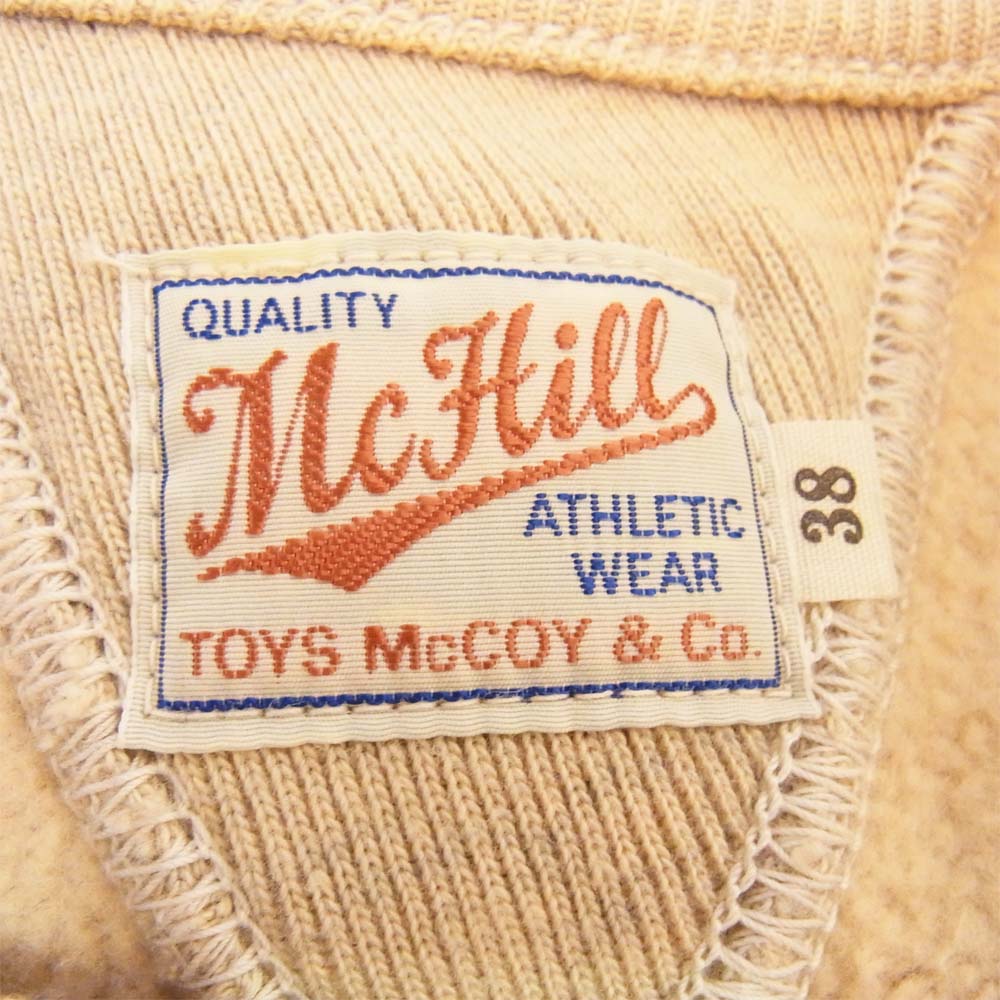 QUALITY
McHill
ATHLETIC
WEAR
TOYS McCOY & Co.
38